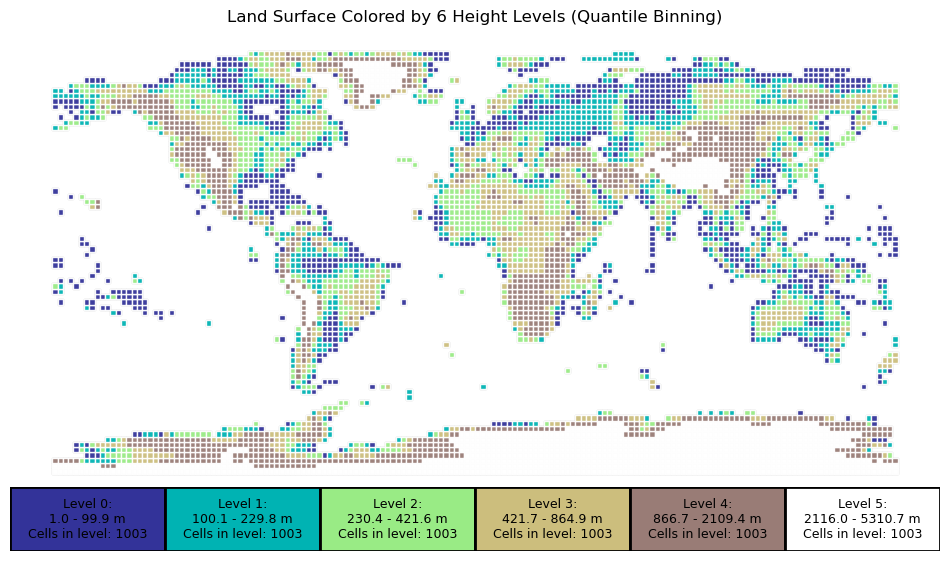 Land Surface Colored by 6 Height Levels (Quantile Binning)
Level 0:
1.0 - 99.9 m
Cells in level: 1003
Level 1:
100.1 - 229.8 m
Cells in level: 1003
Level 2:
230.4 - 421.6 m
Cells in level: 1003
Level 3:
421.7 - 864.9 m
Cells in level: 1003
Level 4:
866.7 - 2109.4 m
Cells in level: 1003
Level 5:
2116.0 - 5310.7 m
Cells in level: 1003